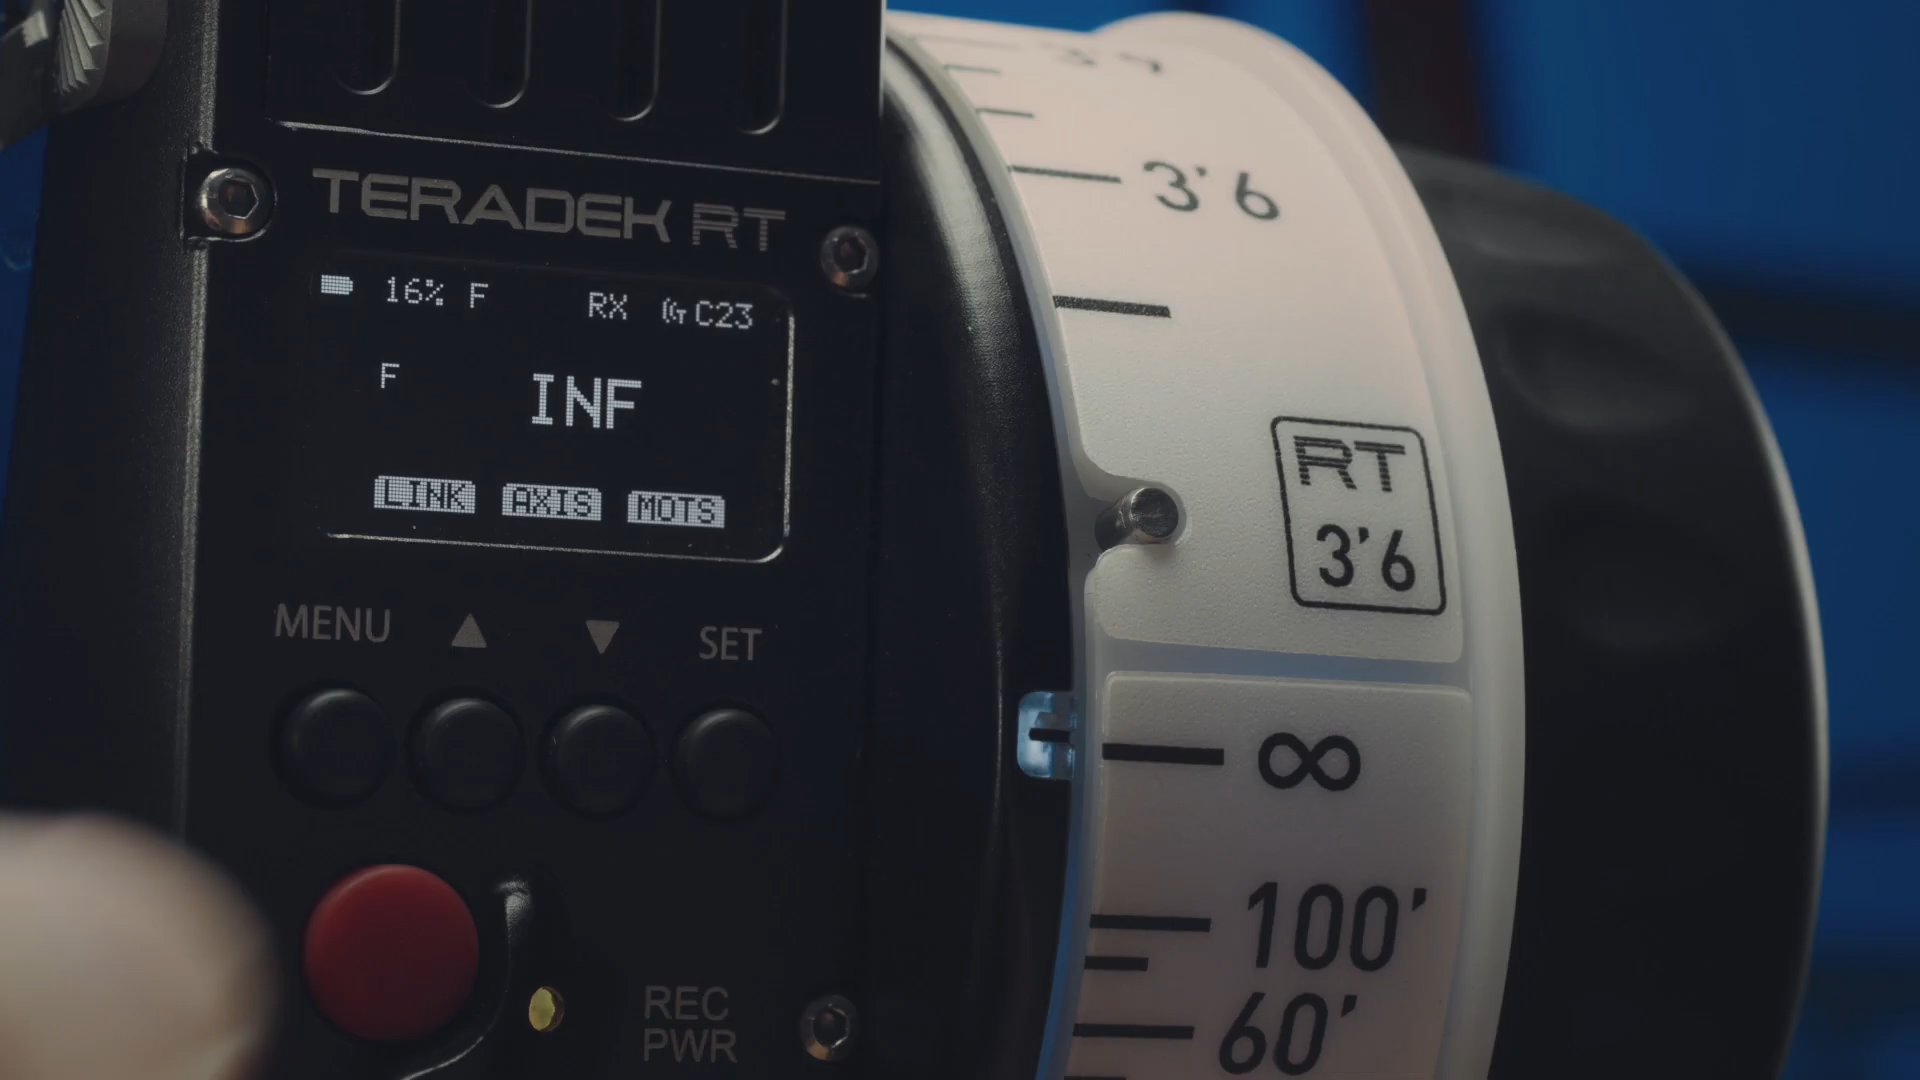 TERADEK RT
16% F RX C23
F INF
LINK AXIS MOTS
MENU ▲ ▼ SET
REC
PWR
3'6
RT
3'6
∞
100'
60'